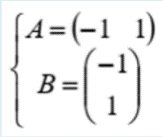 A = (−1 1)
B = (−1
1)